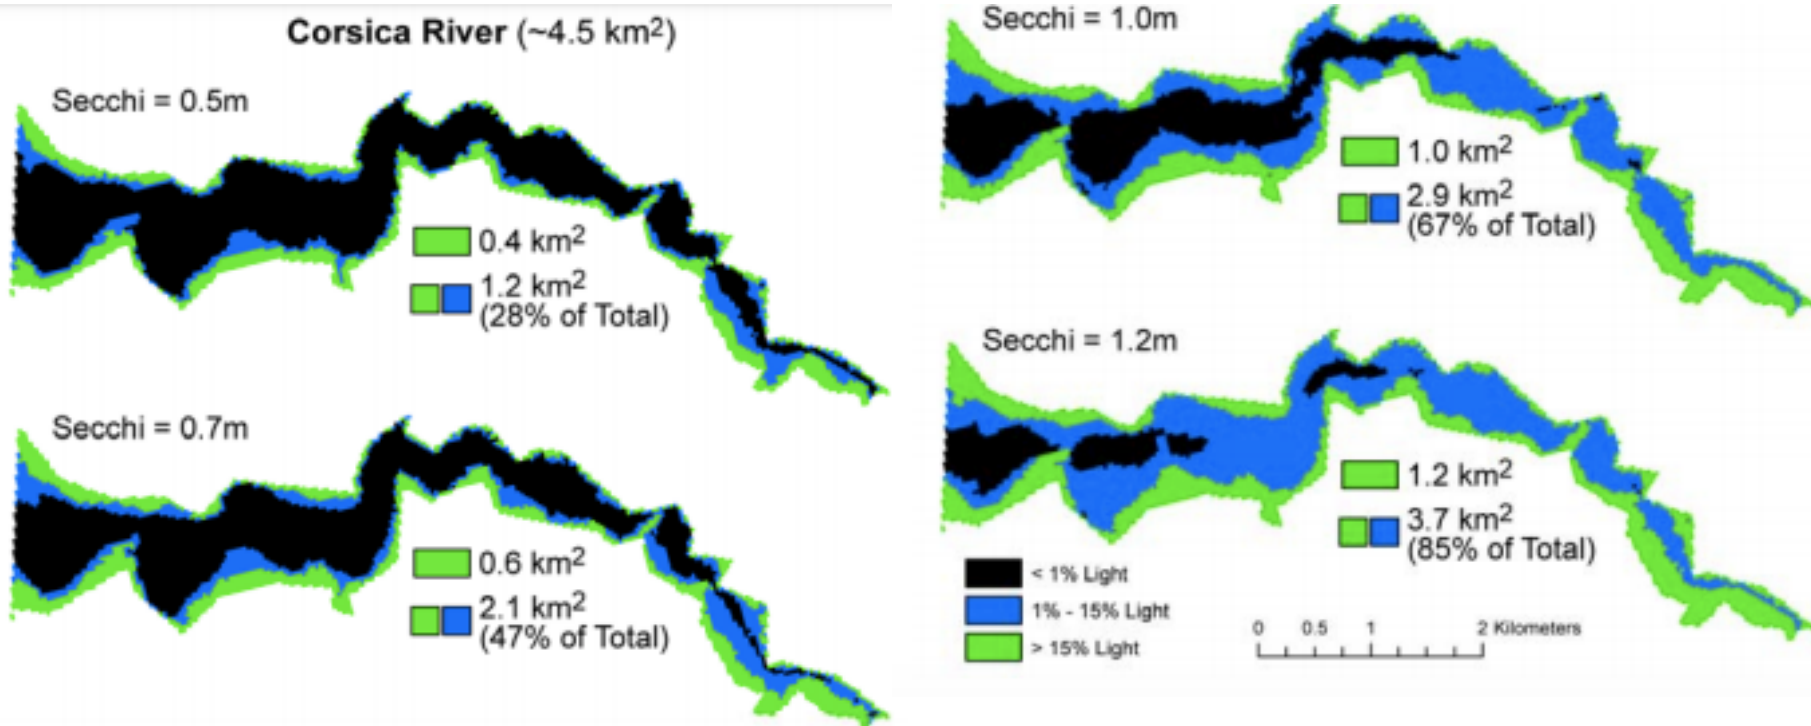 Corsica River (~4.5 km²)
Secchi = 0.5m
0.4 km²
1.2 km²
(28% of Total)
Secchi = 0.7m
0.6 km²
2.1 km²
(47% of Total)
Secchi = 1.0m
1.0 km²
2.9 km²
(67% of Total)
Secchi = 1.2m
1.2 km²
3.7 km²
(85% of Total)
< 1% Light
1% - 15% Light
> 15% Light
0 0.5 1 2 Kilometers